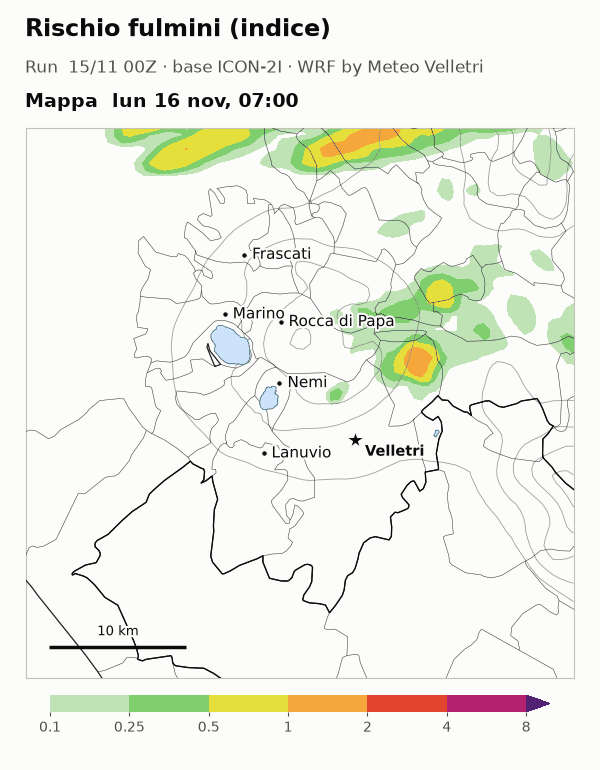 Rischio fulmini (indice)
Run  15/11 00Z · base ICON-2I · WRF by Meteo Velletri
Mappa  lun 16 nov, 07:00
Frascati
Marino
Rocca di Papa
Nemi
Velletri
Lanuvio
10 km
0.1 0.25 0.5 1 2 4 8